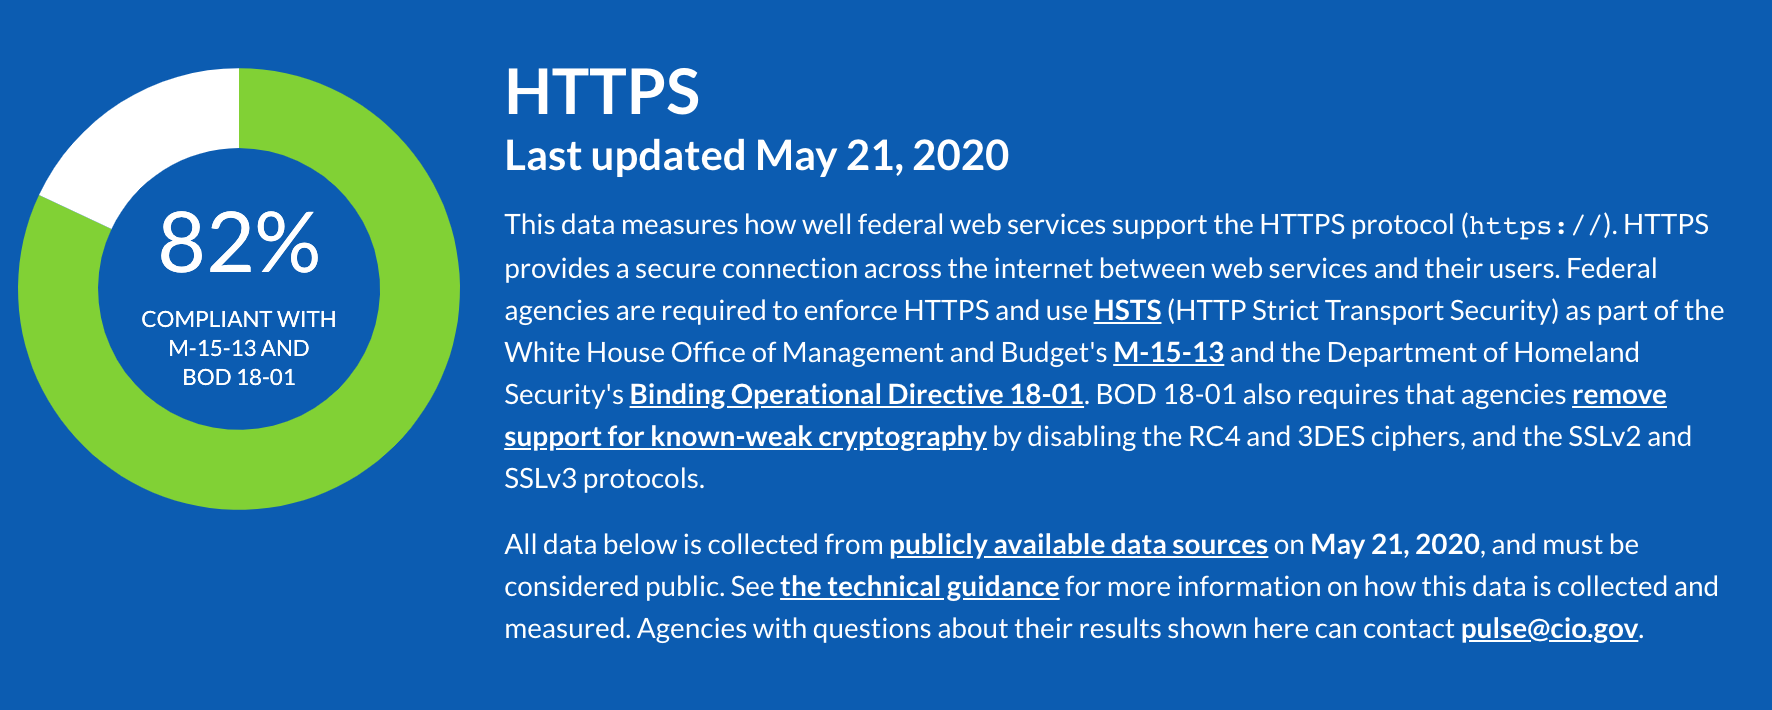 82%
COMPLIANT WITH
M-15-13 AND
BOD 18-01
HTTPS
Last updated May 21, 2020
This data measures how well federal web services support the HTTPS protocol (https://). HTTPS
provides a secure connection across the internet between web services and their users. Federal
agencies are required to enforce HTTPS and use HSTS (HTTP Strict Transport Security) as part of the
White House Office of Management and Budget's M-15-13 and the Department of Homeland
Security's Binding Operational Directive 18-01. BOD 18-01 also requires that agencies remove
support for known-weak cryptography by disabling the RC4 and 3DES ciphers, and the SSLv2 and
SSLv3 protocols.
All data below is collected from publicly available data sources on May 21, 2020, and must be
considered public. See the technical guidance for more information on how this data is collected and
measured. Agencies with questions about their results shown here can contact pulse@cio.gov.